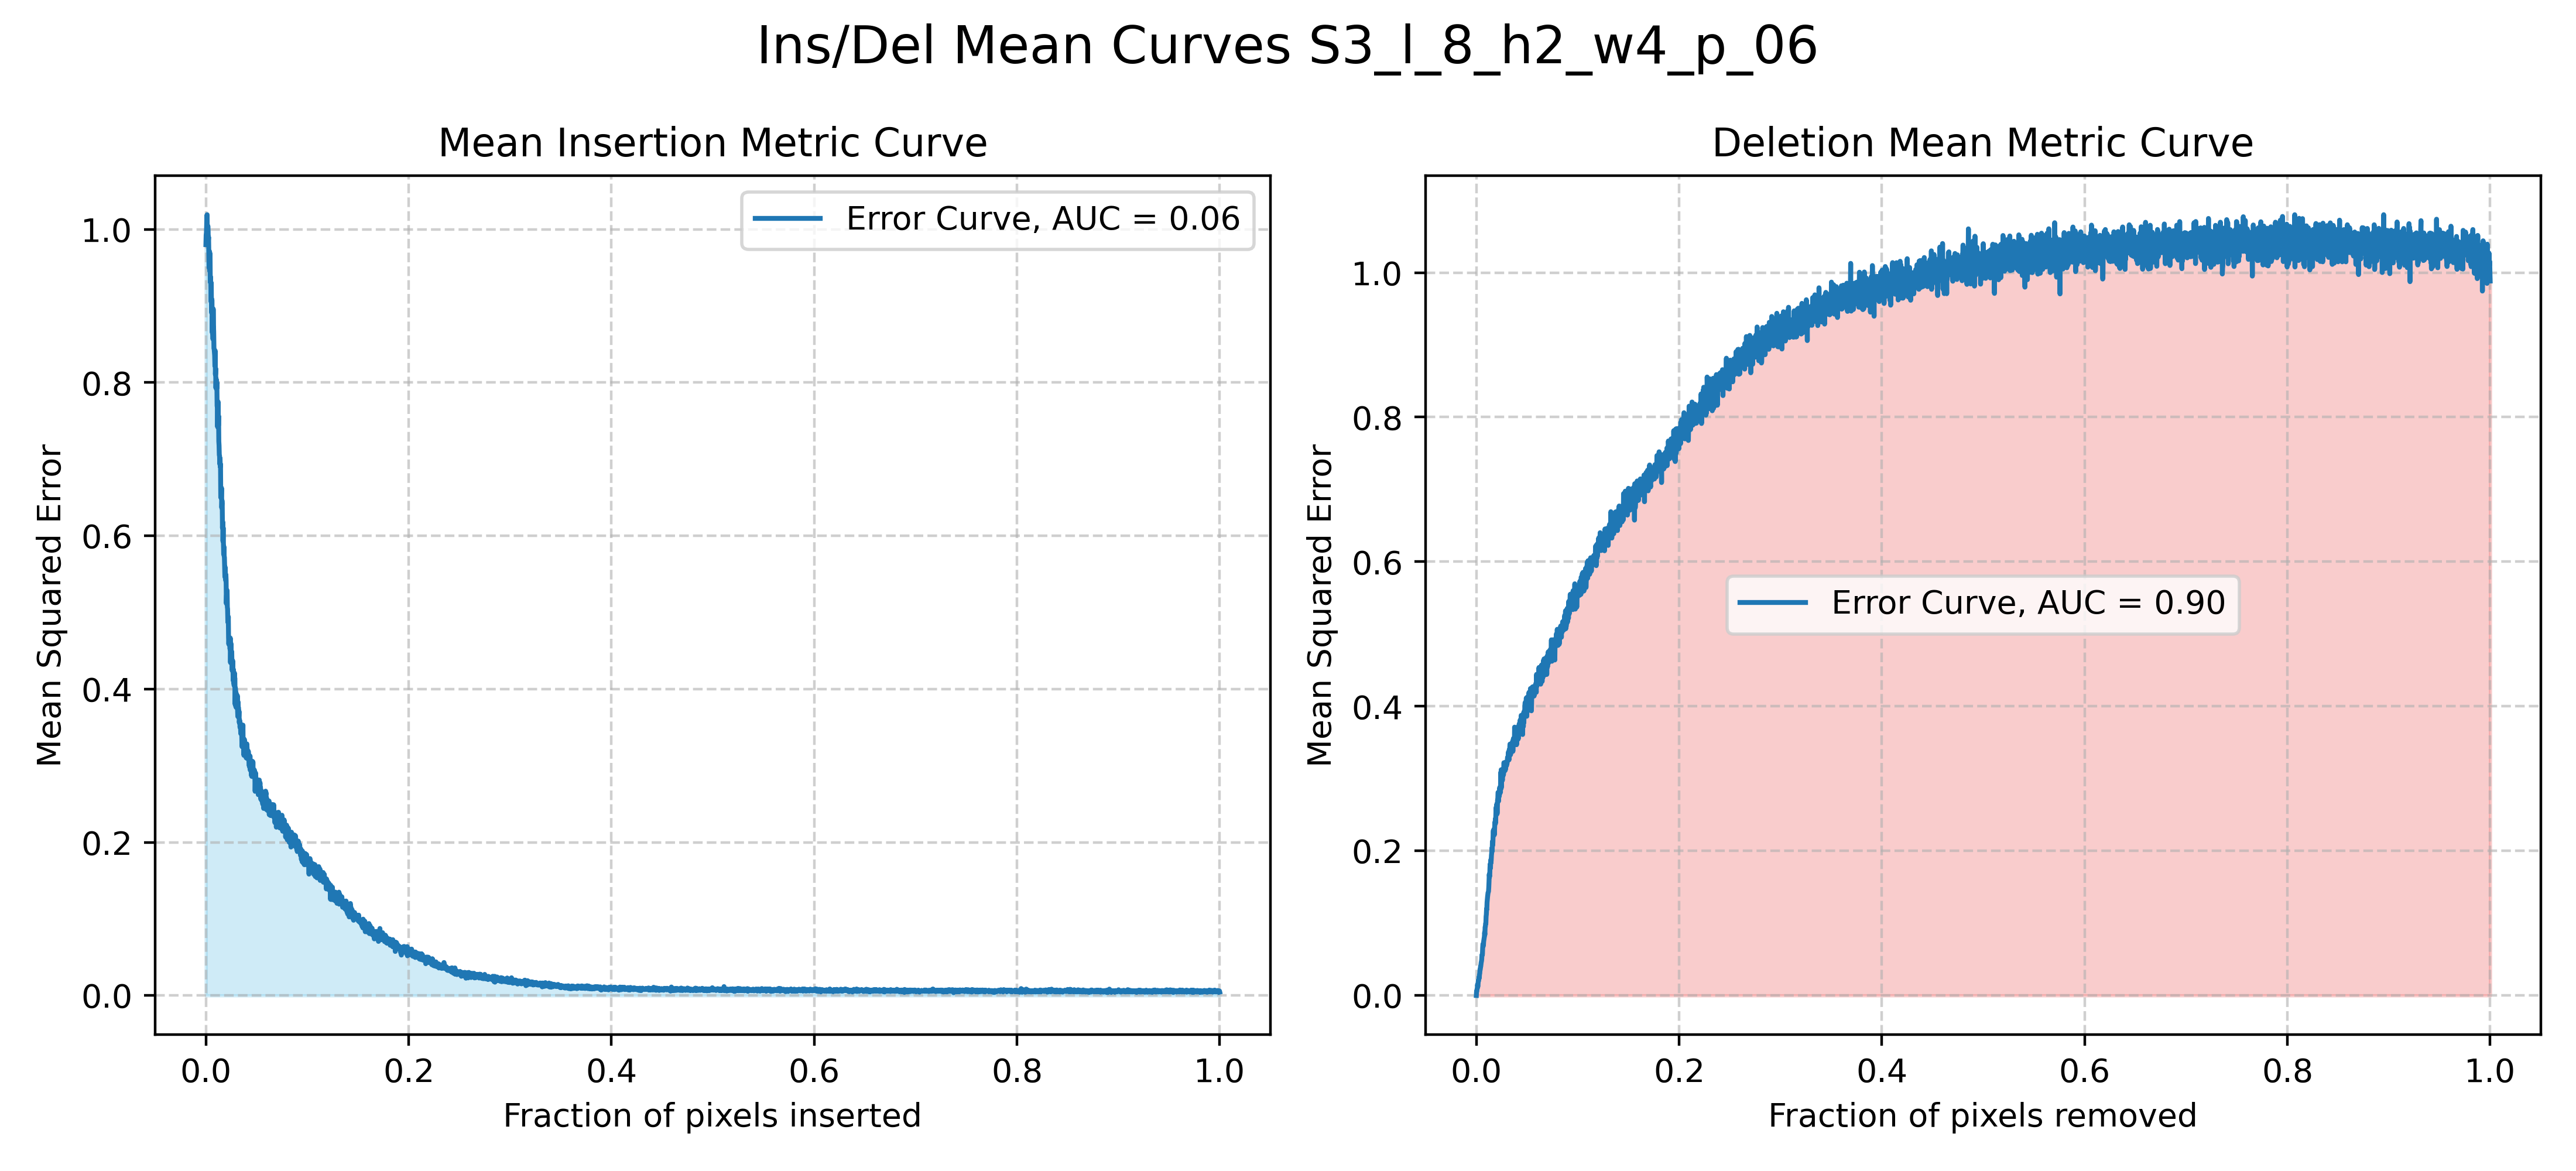 Ins/Del Mean Curves S3_l_8_h2_w4_p_06
Mean Insertion Metric Curve
Error Curve, AUC = 0.06
Mean Squared Error
1.0
0.8
0.6
0.4
0.2
0.0
0.0 0.2 0.4 0.6 0.8 1.0
Fraction of pixels inserted
Deletion Mean Metric Curve
Error Curve, AUC = 0.90
Mean Squared Error
1.0
0.8
0.6
0.4
0.2
0.0
0.0 0.2 0.4 0.6 0.8 1.0
Fraction of pixels removed